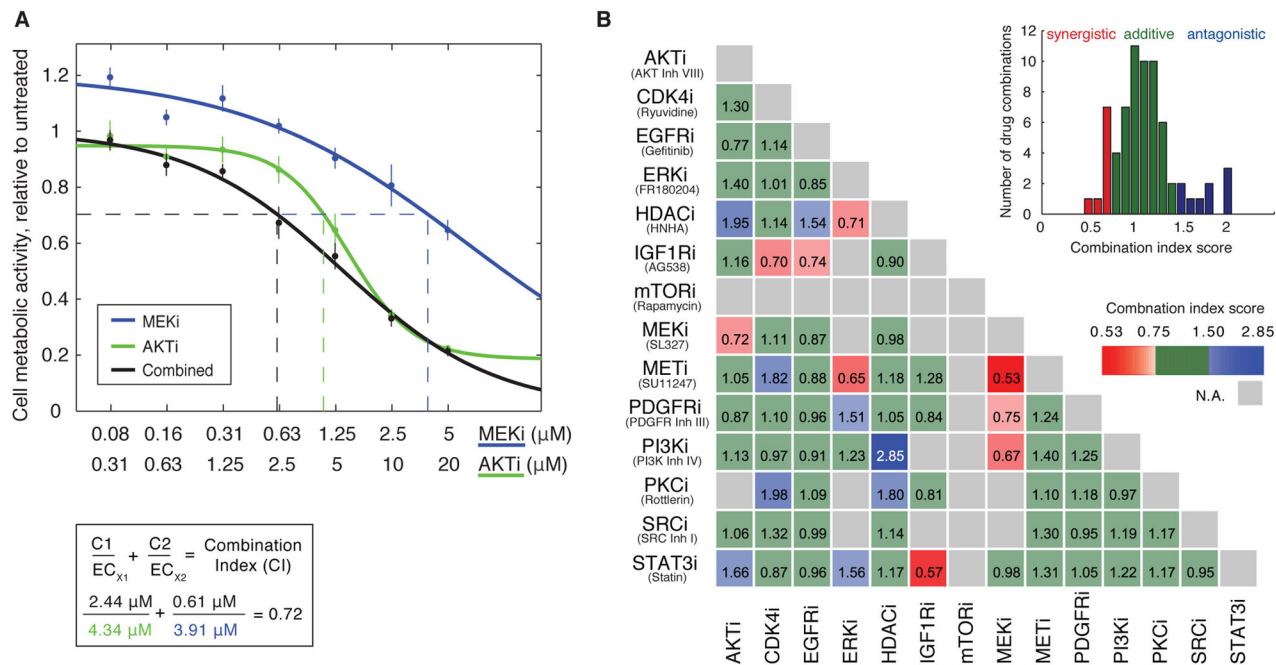 A
Cell metabolic activity, relative to untreated
1.2
1
0.8
0.6
0.4
0.2
0
MEKi
AKTi
Combined
0.08 0.16 0.31 0.63 1.25 2.5 5 MEKi (μM)
0.31 0.63 1.25 2.5 5 10 20 AKTi (μM)
C1 / EC_X1 + C2 / EC_X2 = Combination Index (CI)
2.44 μM / 4.34 μM + 0.61 μM / 3.91 μM = 0.72
B
AKTi
(AKT Inh VIII)
CDK4i 1.30
(Ryuvidine)
EGFRi 0.77 1.14
(Gefitinib)
ERKi 1.40 1.01 0.85
(FR180204)
HDACi 1.95 1.14 1.54 0.71
(HNHA)
IGF1Ri 1.16 0.70 0.74 0.90
(AG538)
mTORi
(Rapamycin)
MEKi 0.72 1.11 0.87 0.98
(SL327)
METi 1.05 1.82 0.88 0.65 1.18 1.28 0.53
(SU11247)
PDGFRi 0.87 1.10 0.96 1.51 1.05 0.84 0.75 1.24
(PDGFR Inh III)
PI3Ki 1.13 0.97 0.91 1.23 2.85 0.67 1.40 1.25
(PI3K Inh IV)
PKCi 1.98 1.09 1.80 0.81 1.10 1.18 0.97
(Rottlerin)
SRCi 1.06 1.32 0.99 1.14 1.30 0.95 1.19 1.17
(SRC Inh I)
STAT3i 1.66 0.87 0.96 1.56 1.17 0.57 0.98 1.31 1.05 1.22 1.17 0.95
(Statin)
AKTi CDK4i EGFRi ERKi HDACi IGF1Ri mTORi MEKi METi PDGFRi PI3Ki PKCi SRCi STAT3i
synergistic additive antagonistic
Number of drug combinations
12
10
8
6
4
2
0
0.5 1 1.5 2
Combination index score
Combnation index score
0.53 0.75 1.50 2.85
N.A.